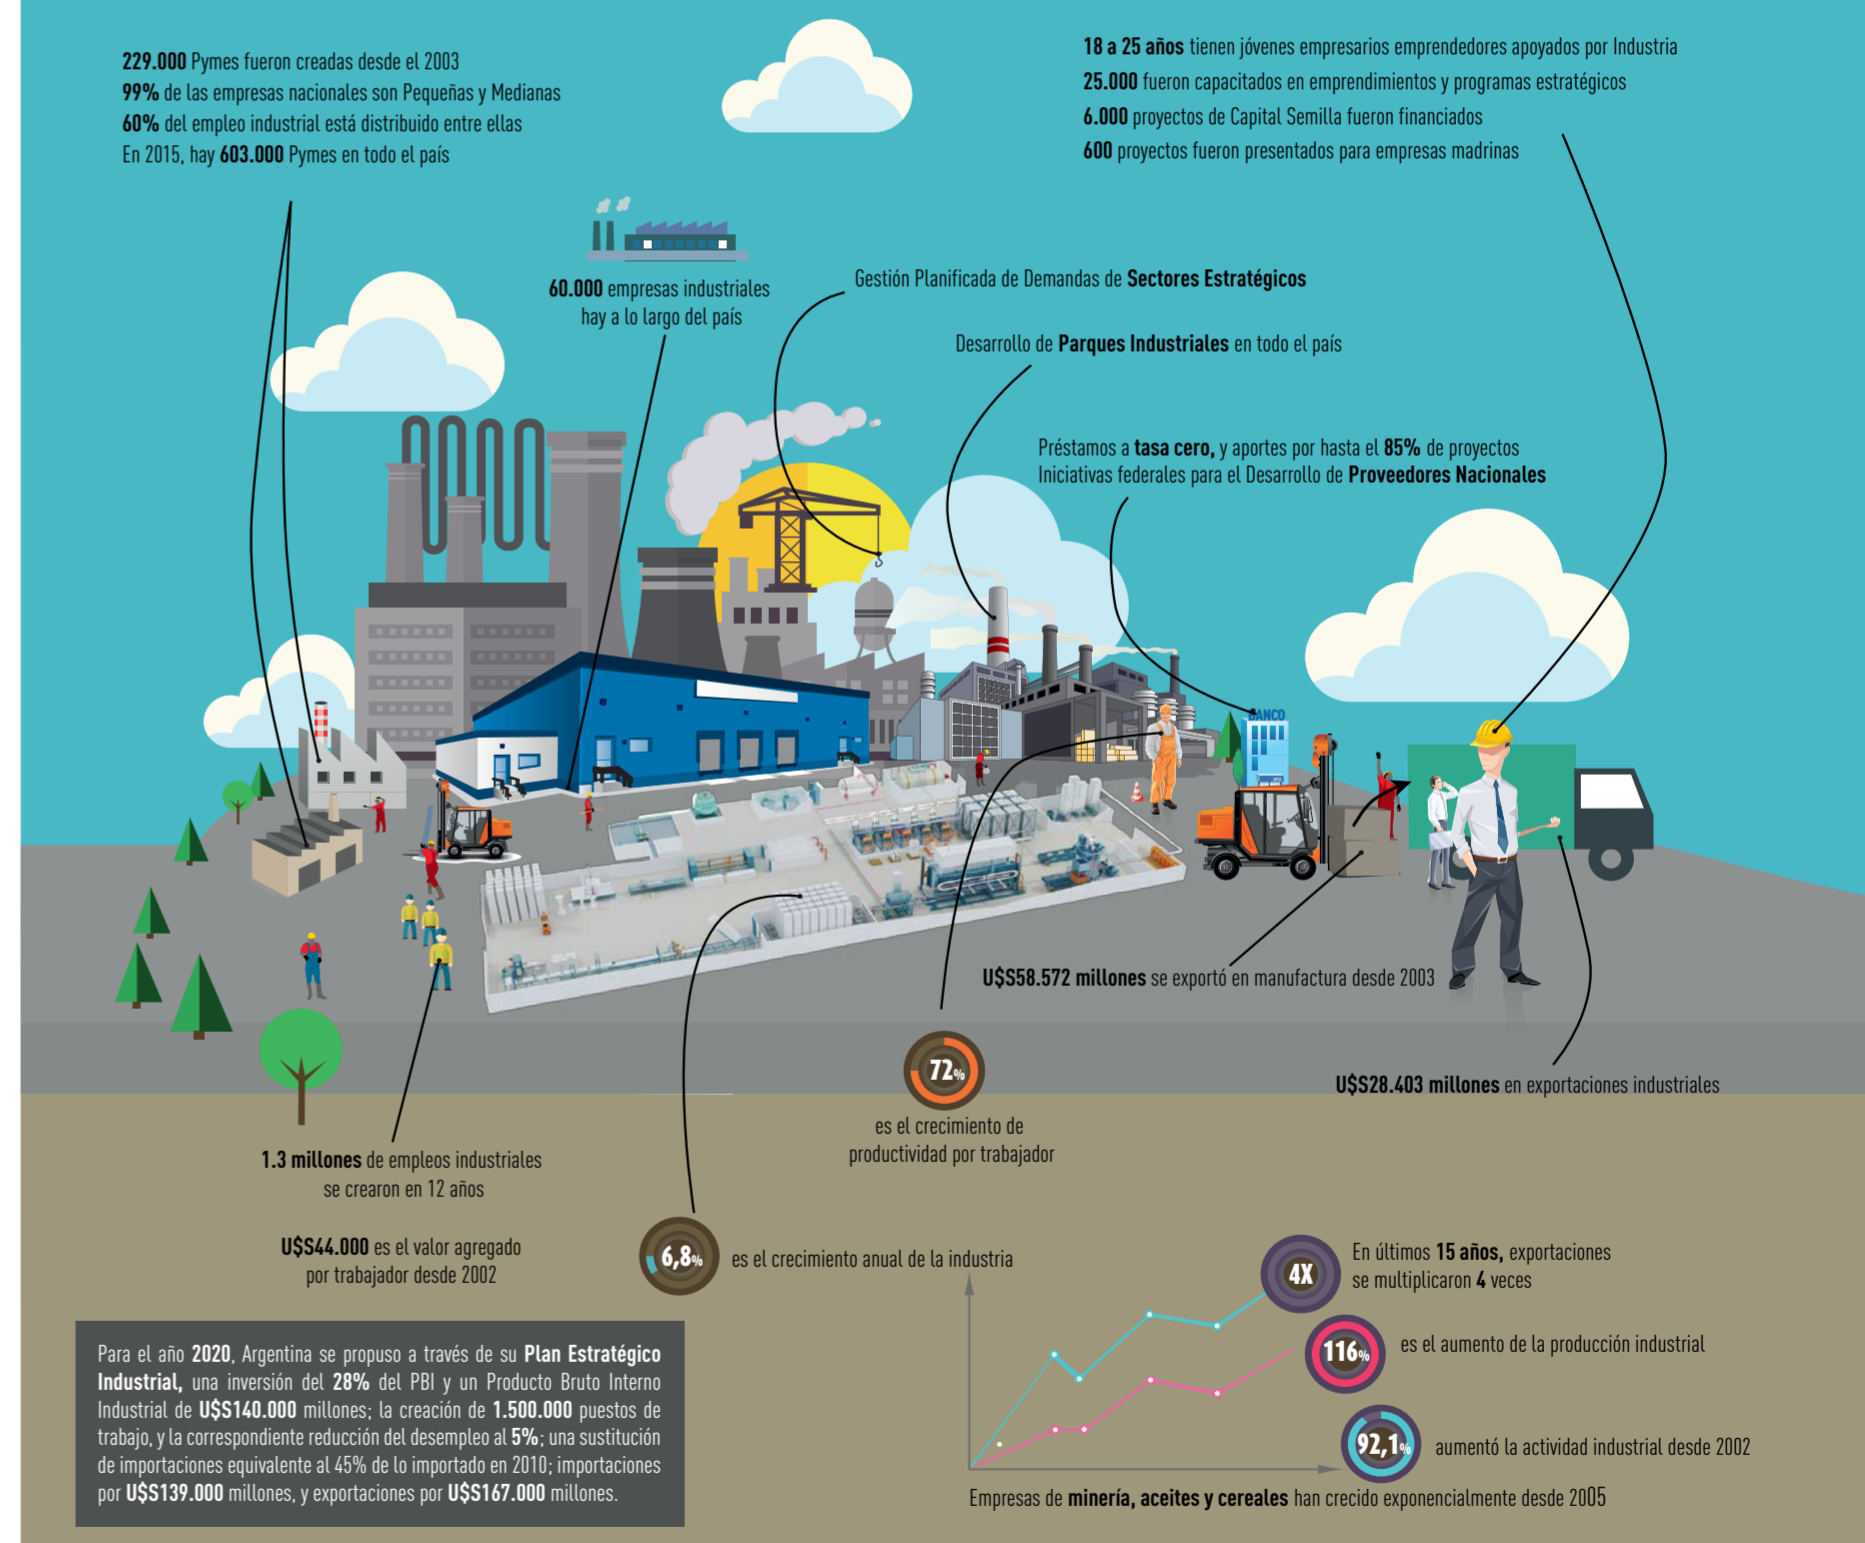 229.000 Pymes fueron creadas desde el 2003
99% de las empresas nacionales son Pequeñas y Medianas
60% del empleo industrial está distribuido entre ellas
En 2015, hay 603.000 Pymes en todo el país
18 a 25 años tienen jóvenes empresarios emprendedores apoyados por Industria
25.000 fueron capacitados en emprendimientos y programas estratégicos
6.000 proyectos de Capital Semilla fueron financiados
600 proyectos fueron presentados para empresas madrinas
60.000 empresas industriales
hay a lo largo del país
Gestión Planificada de Demandas de Sectores Estratégicos
Desarrollo de Parques Industriales en todo el país
Préstamos a tasa cero, y aportes por hasta el 85% de proyectos
Iniciativas federales para el Desarrollo de Proveedores Nacionales
BANCO
U$S58.572 millones se exportó en manufactura desde 2003
U$S28.403 millones en exportaciones industriales
72%
es el crecimiento de
productividad por trabajador
1.3 millones de empleos industriales
se crearon en 12 años
U$S44.000 es el valor agregado
por trabajador desde 2002
6,8%
es el crecimiento anual de la industria
4X
En últimos 15 años, exportaciones
se multiplicaron 4 veces
116%
es el aumento de la producción industrial
92,1%
aumentó la actividad industrial desde 2002
Empresas de minería, aceites y cereales han crecido exponencialmente desde 2005
Para el año 2020, Argentina se propuso a través de su Plan Estratégico
Industrial, una inversión del 28% del PBI y un Producto Bruto Interno
Industrial de U$S140.000 millones; la creación de 1.500.000 puestos de
trabajo, y la correspondiente reducción del desempleo al 5%; una sustitución
de importaciones equivalente al 45% de lo importado en 2010; importaciones
por U$S139.000 millones, y exportaciones por U$S167.000 millones.